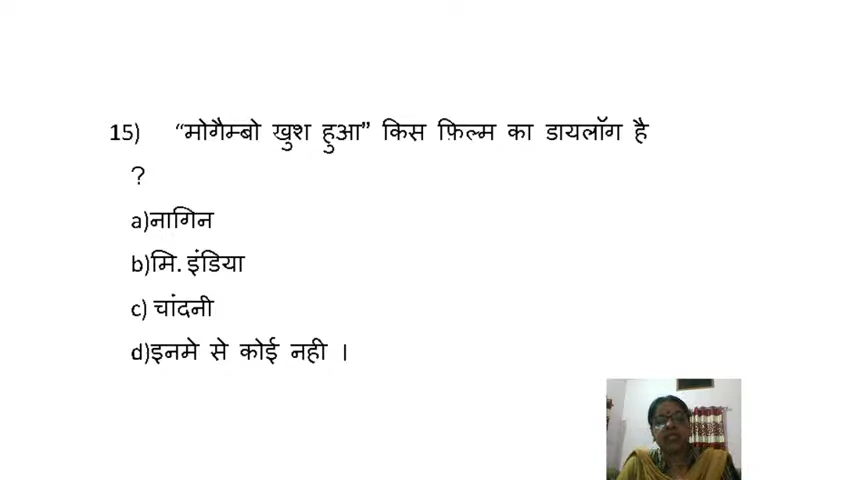 15) “मोगैम्बो खुश हुआ” किस फ़िल्म का डायलॉग है
?
a)नागिन
b)मि. इंडिया
c) चांदनी
d)इनमे से कोई नही ।